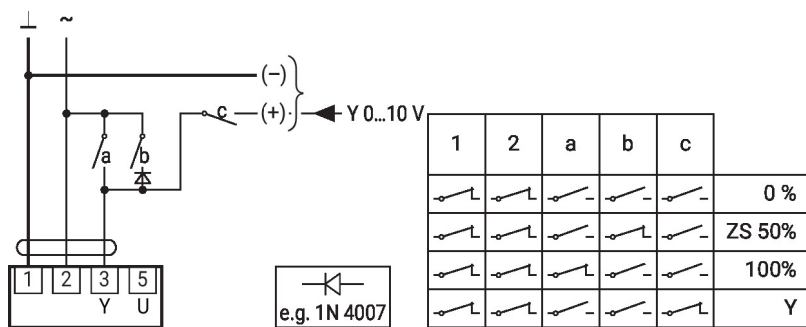 ⊥ ~
(–)
c (+) Y 0...10 V
a b
1 2 3 5
Y U
e.g. 1N 4007
1 2 a b c
0 %
ZS 50%
100%
Y